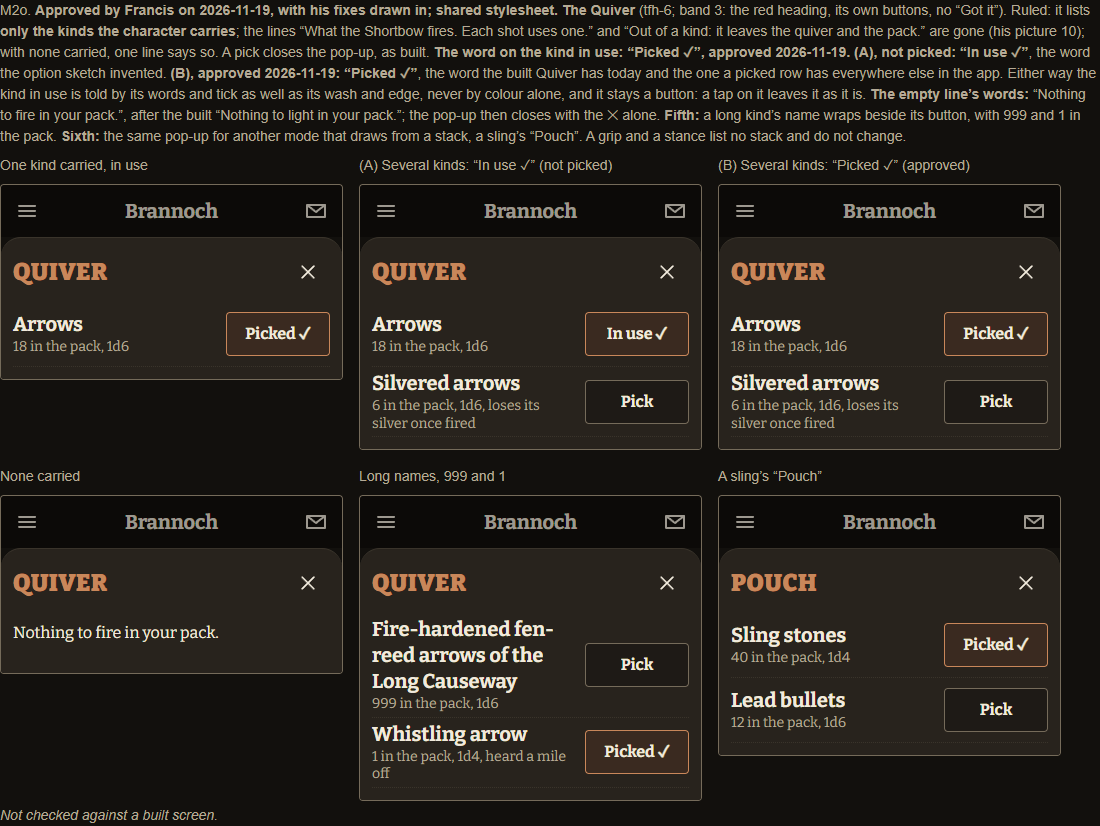 M2o. Approved by Francis on 2026-11-19, with his fixes drawn in; shared stylesheet. The Quiver (tfh-6; band 3: the red heading, its own buttons, no “Got it”). Ruled: it lists
only the kinds the character carries; the lines “What the Shortbow fires. Each shot uses one.” and “Out of a kind: it leaves the quiver and the pack.” are gone (his picture 10);
with none carried, one line says so. A pick closes the pop-up, as built. The word on the kind in use: “Picked ✓”, approved 2026-11-19. (A), not picked: “In use ✓”, the word
the option sketch invented. (B), approved 2026-11-19: “Picked ✓”, the word the built Quiver has today and the one a picked row has everywhere else in the app. Either way the
kind in use is told by its words and tick as well as its wash and edge, never by colour alone, and it stays a button: a tap on it leaves it as it is. The empty line’s words: “Nothing
to fire in your pack.”, after the built “Nothing to light in your pack.”; the pop-up then closes with the ✕ alone. Fifth: a long kind’s name wraps beside its button, with 999 and 1 in
the pack. Sixth: the same pop-up for another mode that draws from a stack, a sling’s “Pouch”. A grip and a stance list no stack and do not change.
One kind carried, in use
Brannoch
QUIVER
Arrows
18 in the pack, 1d6
Picked ✓
(A) Several kinds: “In use ✓” (not picked)
Brannoch
QUIVER
Arrows
18 in the pack, 1d6
In use ✓
Silvered arrows
6 in the pack, 1d6, loses its
silver once fired
Pick
(B) Several kinds: “Picked ✓” (approved)
Brannoch
QUIVER
Arrows
18 in the pack, 1d6
Picked ✓
Silvered arrows
6 in the pack, 1d6, loses its
silver once fired
Pick
None carried
Brannoch
QUIVER
Nothing to fire in your pack.
Long names, 999 and 1
Brannoch
QUIVER
Fire-hardened fen-
reed arrows of the
Long Causeway
999 in the pack, 1d6
Pick
Whistling arrow
1 in the pack, 1d4, heard a mile
off
Picked ✓
A sling’s “Pouch”
Brannoch
POUCH
Sling stones
40 in the pack, 1d4
Picked ✓
Lead bullets
12 in the pack, 1d6
Pick
Not checked against a built screen.